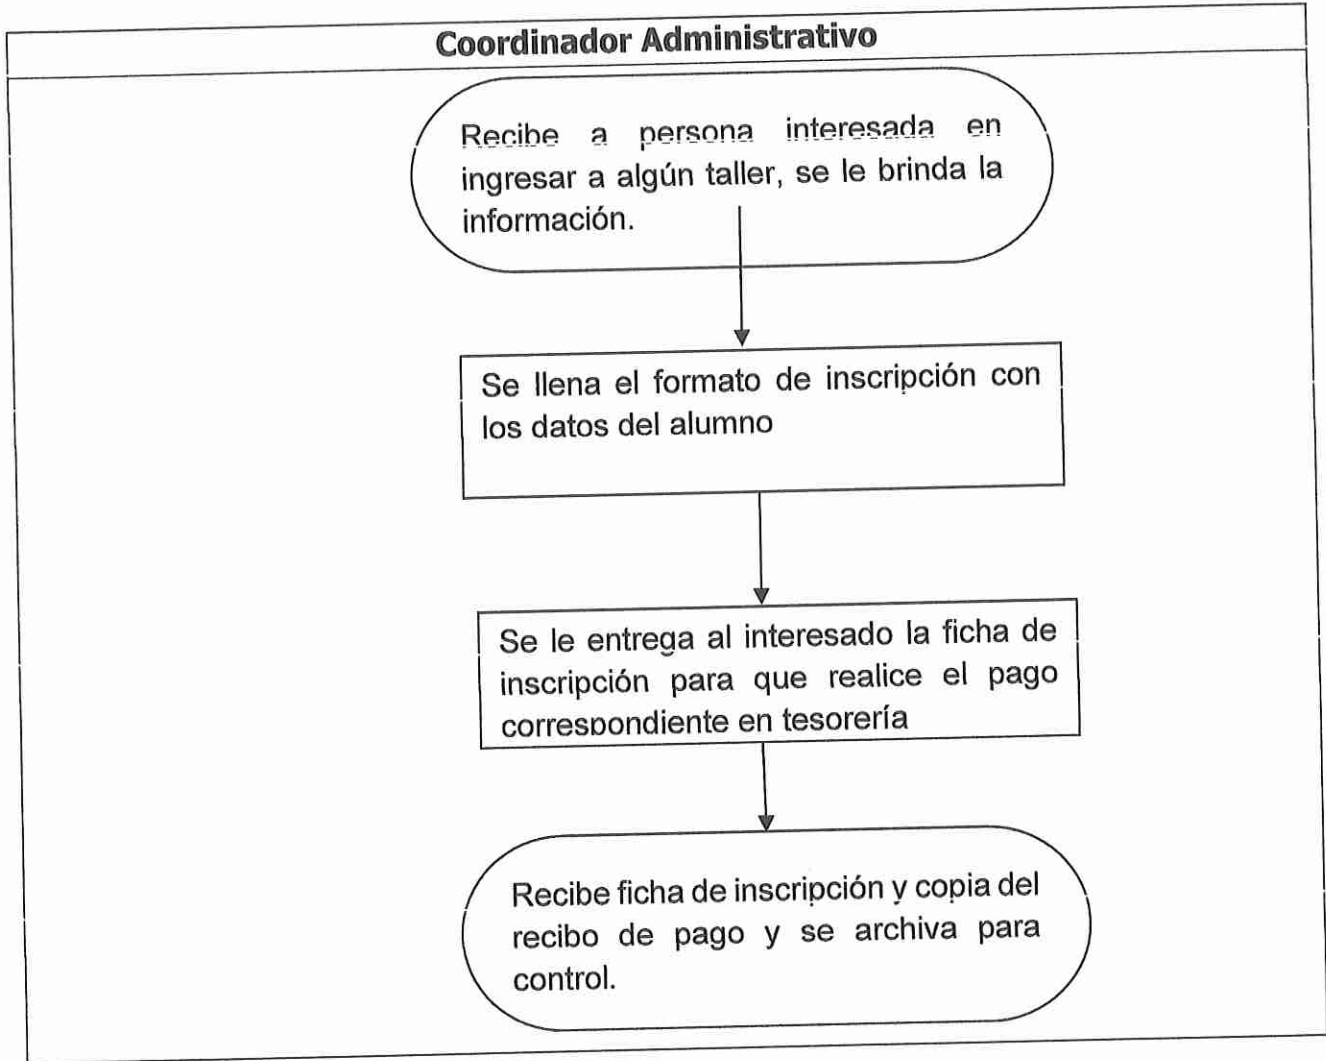 Coordinador Administrativo
Recibe a persona interesada en
ingresar a algún taller, se le brinda la
información.
Se llena el formato de inscripción con
los datos del alumno
Se le entrega al interesado la ficha de
inscripción para que realice el pago
correspondiente en tesorería
Recibe ficha de inscripción y copia del
recibo de pago y se archiva para
control.